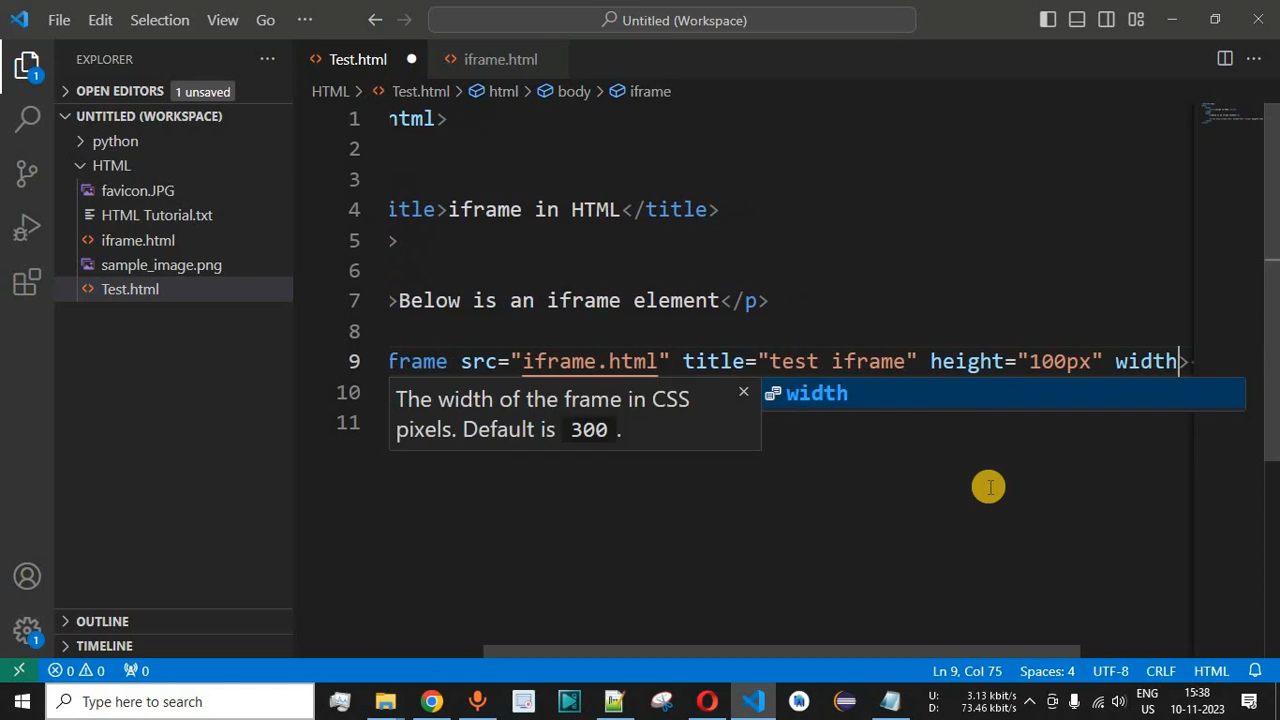 File Edit Selection View Go ··· Untitled (Workspace)
EXPLORER ···
OPEN EDITORS 1 unsaved
UNTITLED (WORKSPACE)
python
HTML
favicon.JPG
HTML Tutorial.txt
iframe.html
sample_image.png
Test.html
OUTLINE
TIMELINE
1
1
Test.html iframe.html
HTML > Test.html > html > body > iframe
1 html>
2
3
4 itle>iframe in HTML</title>
5 >
6
7 >Below is an iframe element</p>
8
9 frame src="iframe.html" title="test iframe" height="100px" width>
10
11
The width of the frame in CSS
pixels. Default is 300 .
width
0 0 0 Ln 9, Col 75 Spaces: 4 UTF-8 CRLF HTML
Type here to search
U: 3.13 kbit/s
D: 73.46 kbit/s
ENG
US
15:38
10-11-2023